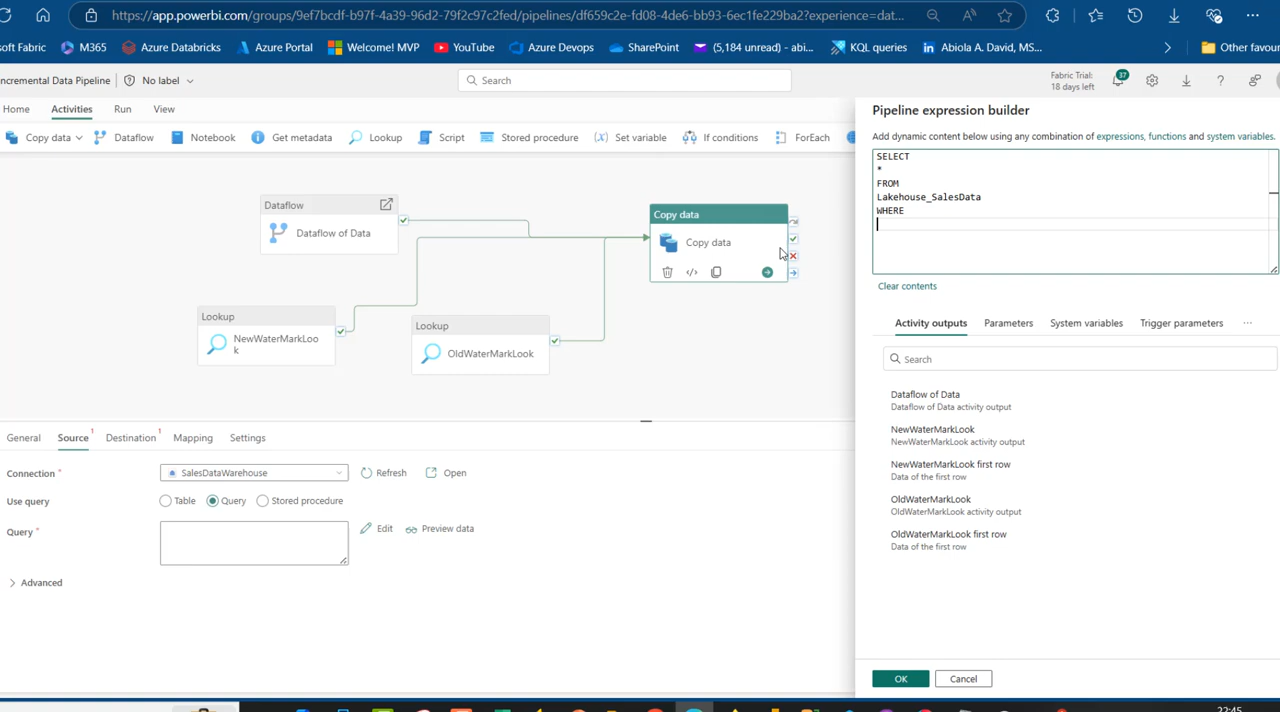 https://app.powerbi.com/groups/9ef7bcdf-b97f-4a39-96d2-79f2c97c2fed/pipelines/df659c2e-fd08-4de6-bb93-6ec1fe229ba2?experience=dat...
soft Fabric M365 Azure Databricks Azure Portal Welcome! MVP YouTube Azure Devops SharePoint (5,184 unread) - abi... KQL queries Abiola A. David, MS... Other favour
ncremental Data Pipeline No label Search Fabric Trial: 18 days left 37
Home Activities Run View
Copy data Dataflow Notebook Get metadata Lookup Script Stored procedure (x) Set variable If conditions ForEach
Pipeline expression builder
Add dynamic content below using any combination of expressions, functions and system variables.
SELECT
*
FROM
Lakehouse_SalesData
WHERE
Clear contents
Dataflow
Dataflow of Data
Copy data
Copy data
Lookup
NewWaterMarkLoo
k
Lookup
OldWaterMarkLook
Activity outputs Parameters System variables Trigger parameters ...
Search
Dataflow of Data
Dataflow of Data activity output
NewWaterMarkLook
NewWaterMarkLook activity output
NewWaterMarkLook first row
Data of the first row
OldWaterMarkLook
OldWaterMarkLook activity output
OldWaterMarkLook first row
Data of the first row
OK Cancel
General Source 1 Destination 1 Mapping Settings
Connection * SalesDataWarehouse Refresh Open
Use query Table Query Stored procedure
Query * Edit Preview data
Advanced
22:45